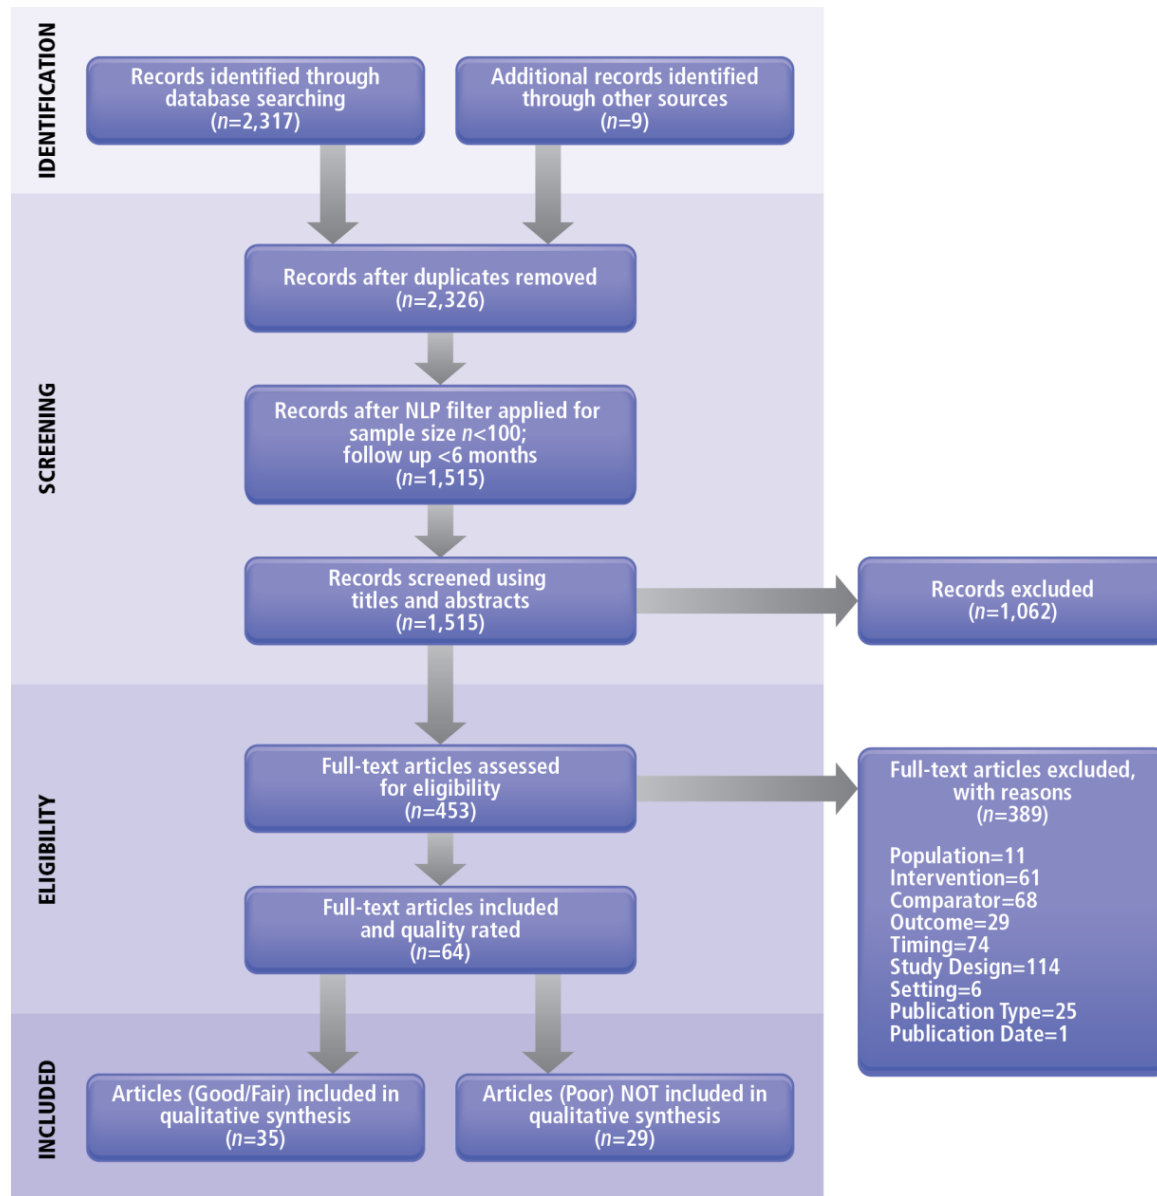 IDENTIFICATION
Records identified through
database searching
(n=2,317)
Additional records identified
through other sources
(n=9)
SCREENING
Records after duplicates removed
(n=2,326)
Records after NLP filter applied for
sample size n<100;
follow up <6 months
(n=1,515)
Records screened using
titles and abstracts
(n=1,515)
Records excluded
(n=1,062)
ELIGIBILITY
Full-text articles assessed
for eligibility
(n=453)
Full-text articles excluded,
with reasons
(n=389)
Population=11
Intervention=61
Comparator=68
Outcome=29
Timing=74
Study Design=114
Setting=6
Publication Type=25
Publication Date=1
Full-text articles included
and quality rated
(n=64)
INCLUDED
Articles (Good/Fair) included in
qualitative synthesis
(n=35)
Articles (Poor) NOT included in
qualitative synthesis
(n=29)